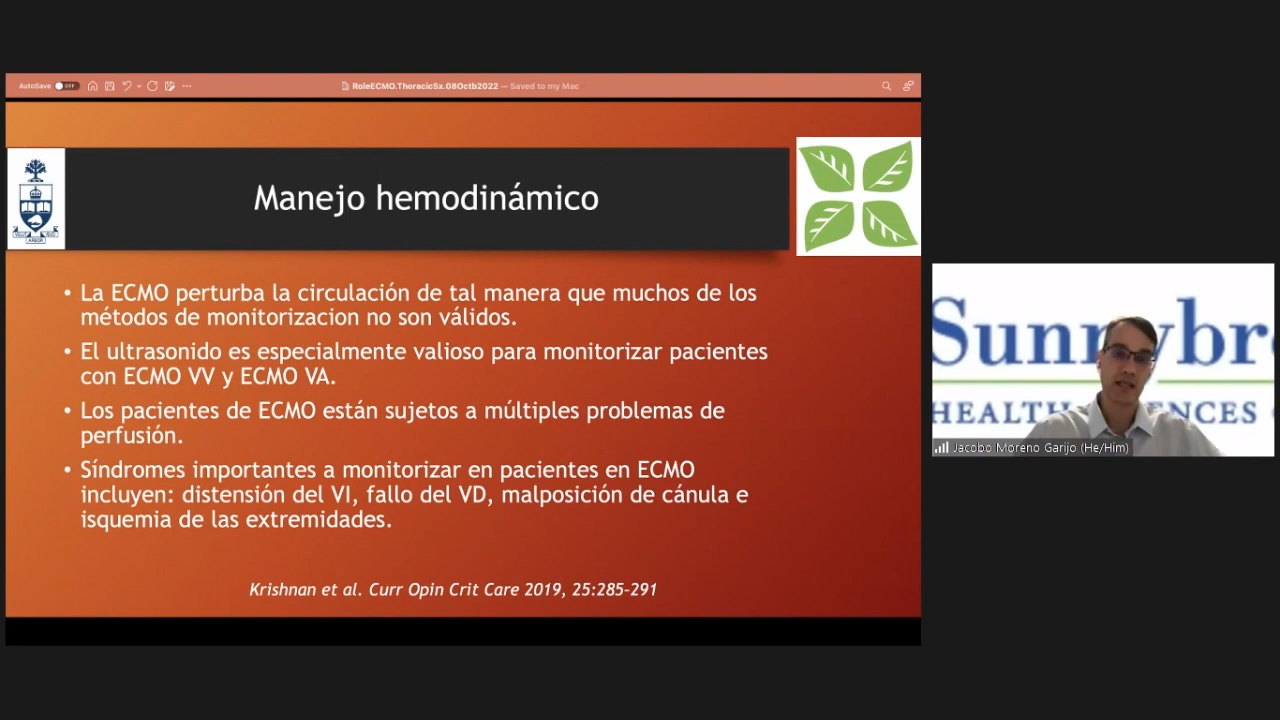 AutoSave OFF
RoleECMO.ThoracicSx.08Octb2022 — Saved to my Mac
Manejo hemodinámico
• La ECMO perturba la circulación de tal manera que muchos de los
métodos de monitorizacion no son válidos.
• El ultrasonido es especialmente valioso para monitorizar pacientes
con ECMO VV y ECMO VA.
• Los pacientes de ECMO están sujetos a múltiples problemas de
perfusión.
• Síndromes importantes a monitorizar en pacientes en ECMO
incluyen: distensión del VI, fallo del VD, malposición de cánula e
isquemia de las extremidades.
Krishnan et al. Curr Opin Crit Care 2019, 25:285-291
Sunnybr
HEALTH
ENCES
Jacobo Moreno Garijo (He/Him)